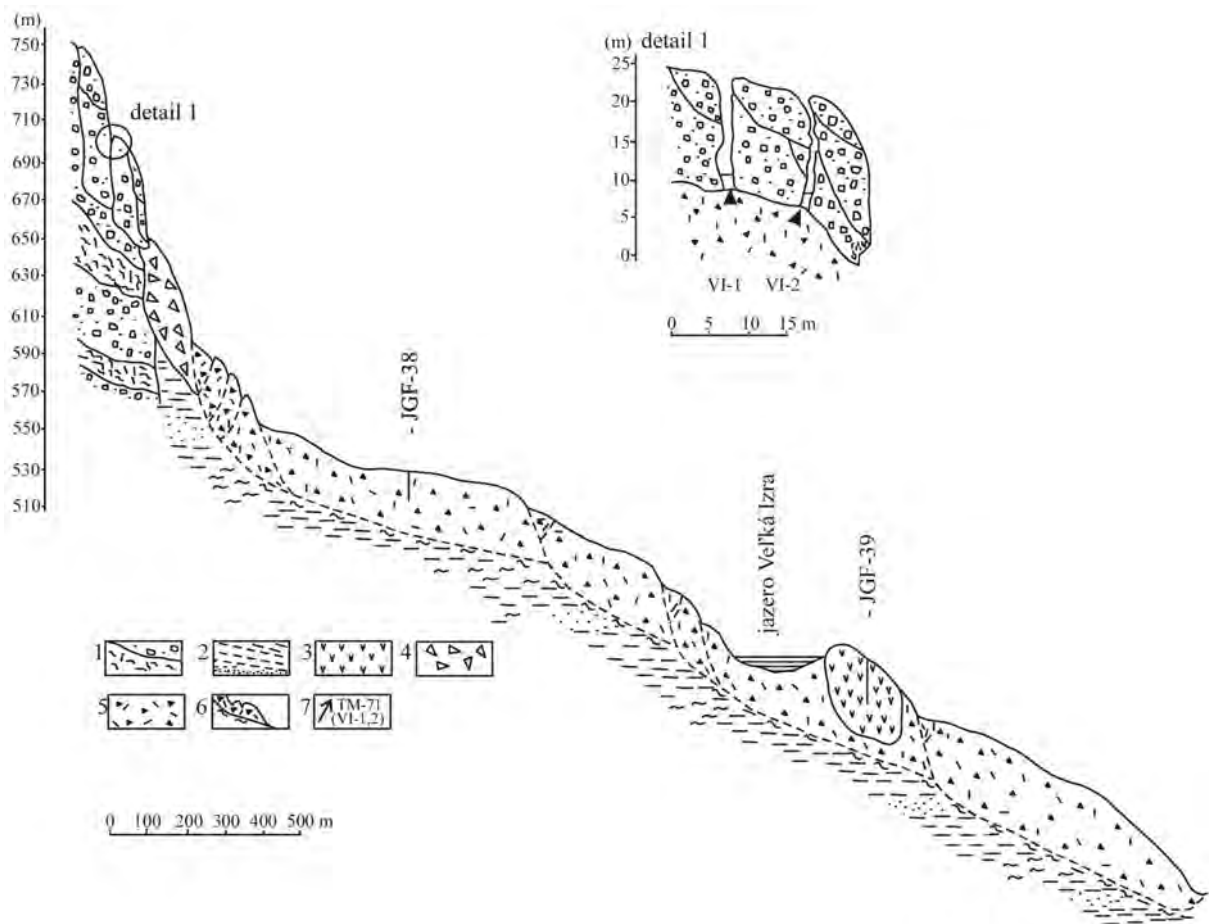 (m)
750
730
710
690
670
650
630
610
590
570
550
530
510
detail 1
(m) detail 1
25
20
15
10
5
0
VI-1 VI-2
0 5 10 15 m
- JGF-38
jazero Veľká Izra
- JGF-39
1 2 3 4
5 6 7 TM-71
(VI-1,2)
0 100 200 300 400 500 m